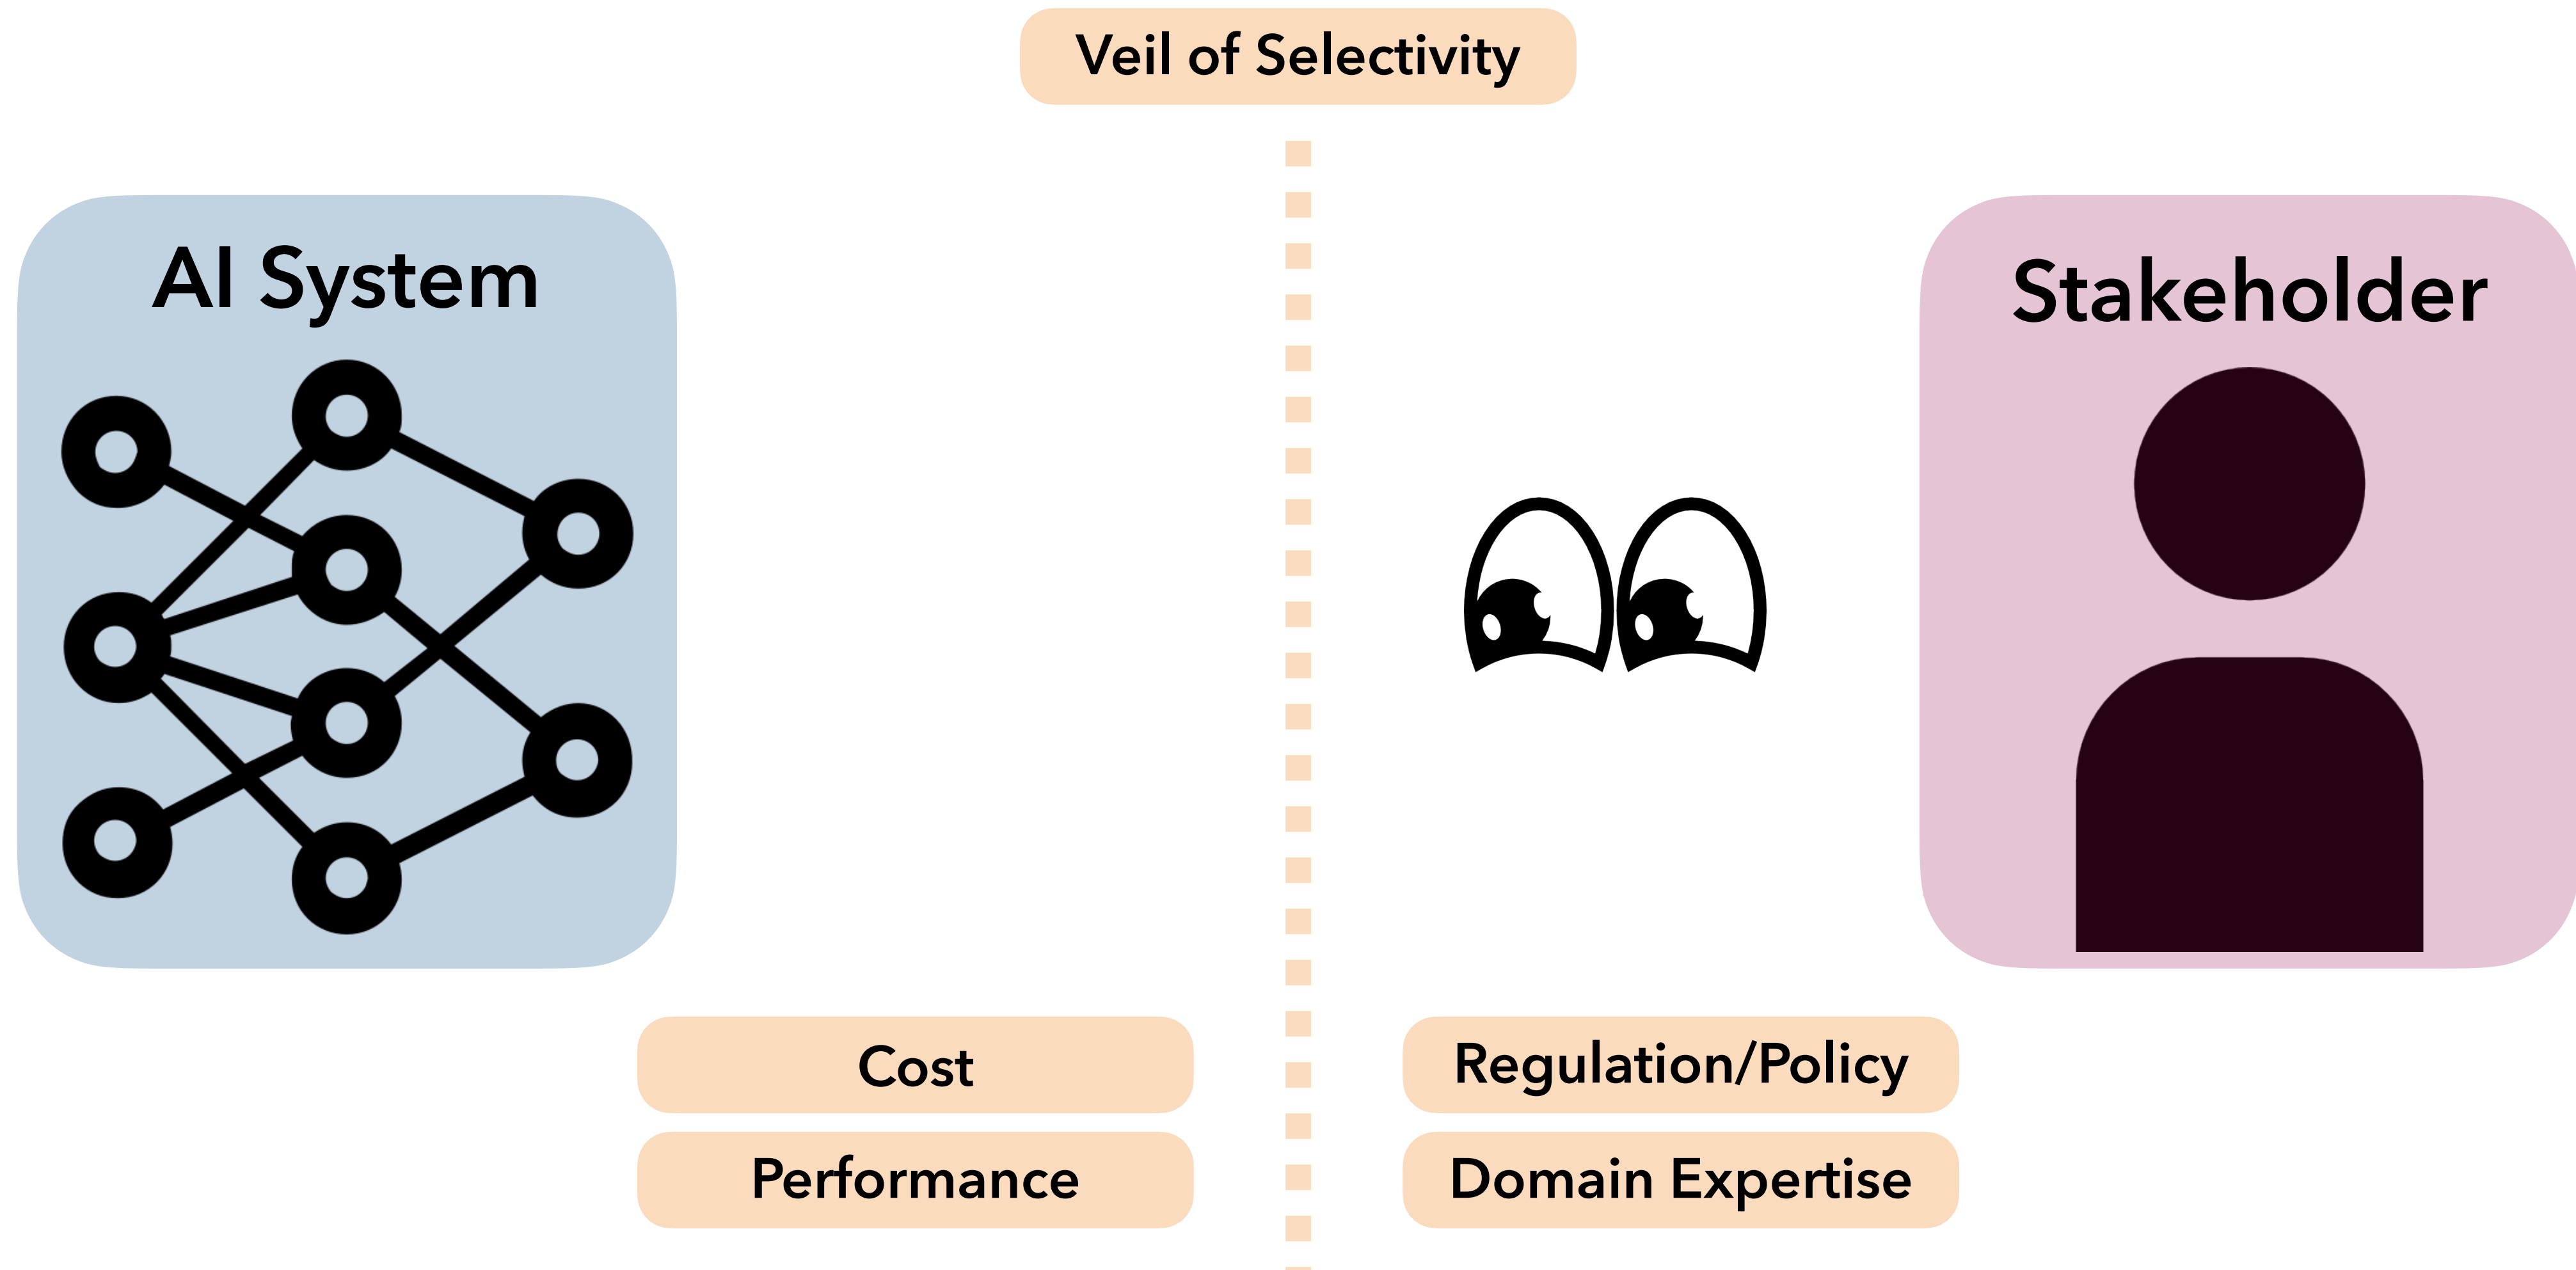 Veil of Selectivity
AI System
Stakeholder
Cost
Regulation/Policy
Performance
Domain Expertise